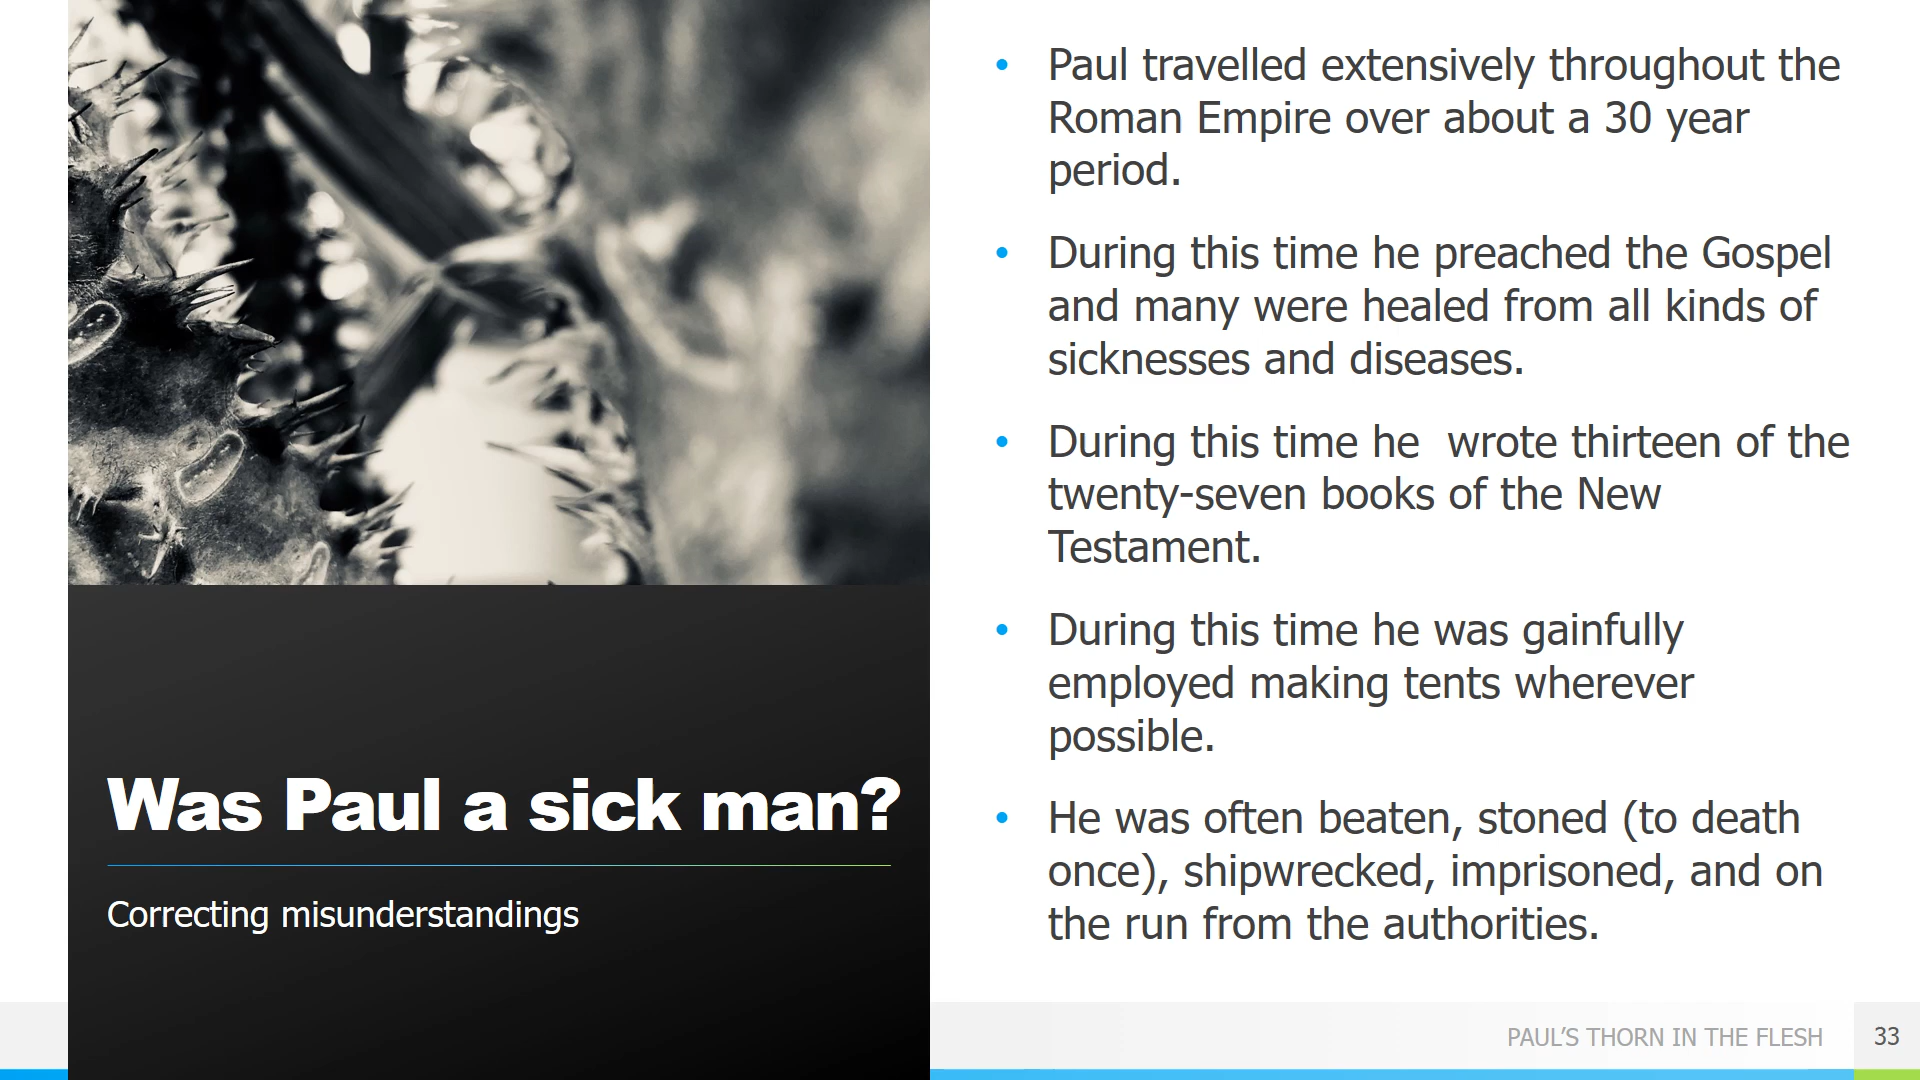 Was Paul a sick man?
Correcting misunderstandings
• Paul travelled extensively throughout the
Roman Empire over about a 30 year
period.
• During this time he preached the Gospel
and many were healed from all kinds of
sicknesses and diseases.
• During this time he  wrote thirteen of the
twenty-seven books of the New
Testament.
• During this time he was gainfully
employed making tents wherever
possible.
• He was often beaten, stoned (to death
once), shipwrecked, imprisoned, and on
the run from the authorities.
PAUL’S THORN IN THE FLESH
33